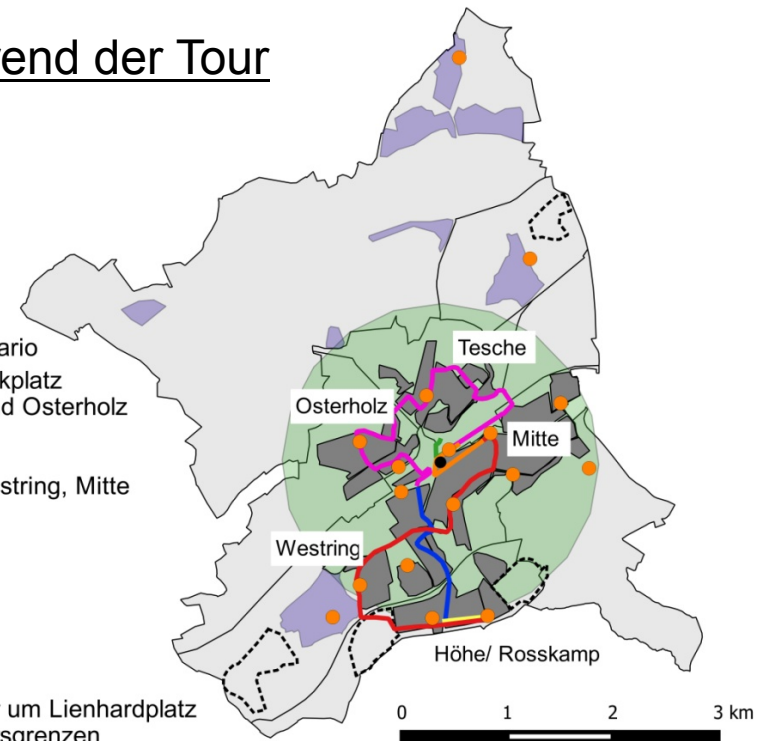 end der Tour
ario
kplatz
d Osterholz
string, Mitte
um Lienhardplatz
sgrenzen
Tesche
Osterholz
Mitte
Westring
Höhe/ Rosskamp
0 1 2 3 km